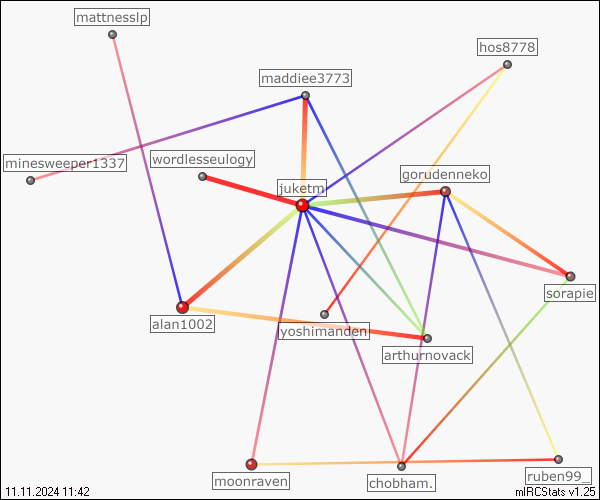 mattnesslp
hos8778
maddiee3773
minesweeper1337
wordlesseulogy
gorudenneko
juketm
sorapie
alan1002
yoshimanden
arthurnovack
moonraven
chobham.
ruben99_
11.11.2024 11:42
mIRCStats v1.25